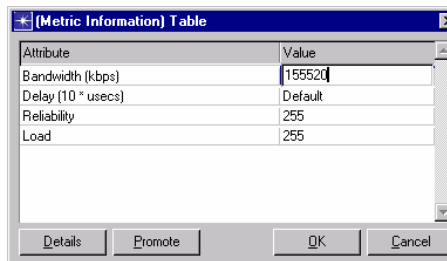 (Metric Information) Table
Attribute Value
Bandwidth (kbps) 155520
Delay (10 * usecs) Default
Reliability 255
Load 255
Details Promote OK Cancel